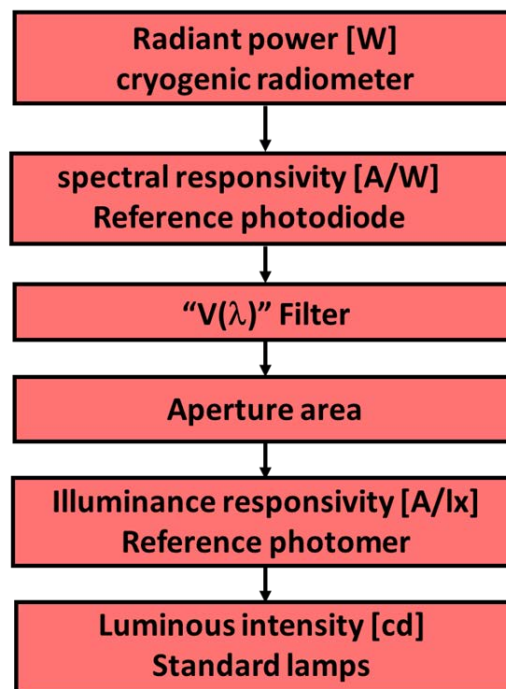 Radiant power [W]
cryogenic radiometer
spectral responsivity [A/W]
Reference photodiode
“V(λ)” Filter
Aperture area
Illuminance responsivity [A/lx]
Reference photomer
Luminous intensity [cd]
Standard lamps